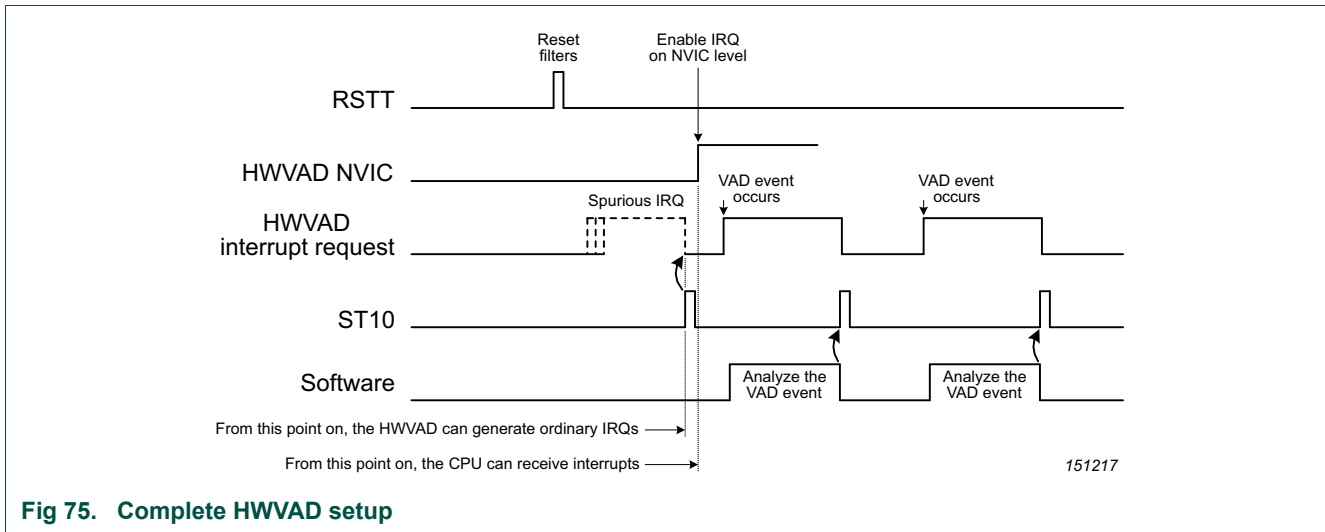 Reset
filters
Enable IRQ
on NVIC level
RSTT
HWVAD NVIC
VAD event
occurs
VAD event
occurs
Spurious IRQ
HWVAD
interrupt request
ST10
Software
Analyze the
VAD event
Analyze the
VAD event
From this point on, the HWVAD can generate ordinary IRQs
From this point on, the CPU can receive interrupts
151217
Fig 75. Complete HWVAD setup